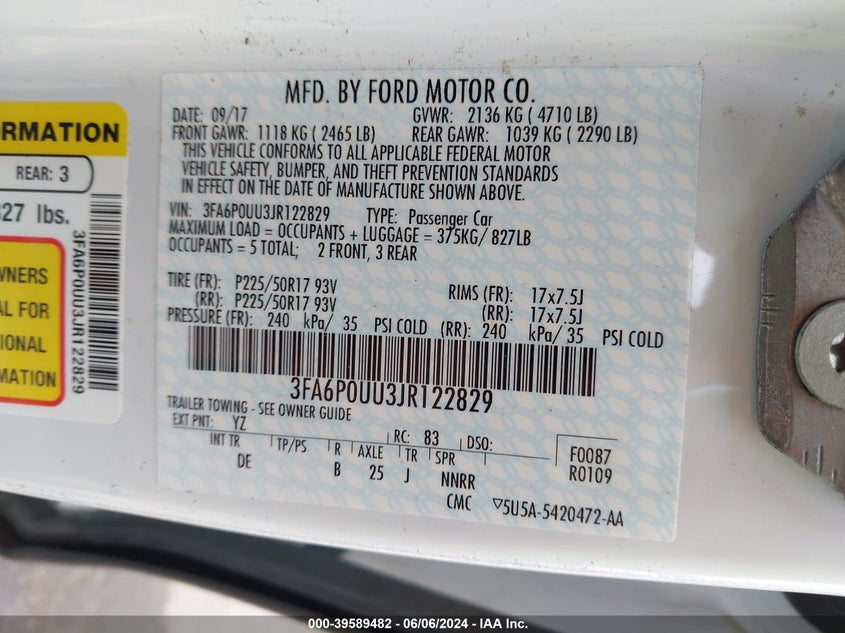 ORMATION
REAR: 3
327 lbs.
WNERS
AL FOR
IONAL
MATION
3FA6P0UU3JR122829
MFD. BY FORD MOTOR CO.
DATE: 09/17 GVWR: 2136 KG ( 4710 LB)
FRONT GAWR: 1118 KG ( 2465 LB) REAR GAWR: 1039 KG ( 2290 LB)
THIS VEHICLE CONFORMS TO ALL APPLICABLE FEDERAL MOTOR
VEHICLE SAFETY, BUMPER, AND THEFT PREVENTION STANDARDS
IN EFFECT ON THE DATE OF MANUFACTURE SHOWN ABOVE.
VIN: 3FA6P0UU3JR122829 TYPE: Passenger Car
MAXIMUM LOAD = OCCUPANTS + LUGGAGE = 375KG/ 827LB
OCCUPANTS = 5 TOTAL; 2 FRONT, 3 REAR
TIRE (FR): P225/50R17 93V RIMS (FR): 17x7.5J
(RR): P225/50R17 93V (RR): 17x7.5J
PRESSURE (FR): 240 kPa/ 35 PSI COLD (RR): 240 kPa/ 35 PSI COLD
3FA6P0UU3JR122829
TRAILER TOWING - SEE OWNER GUIDE
EXT PNT: YZ RC: 83 DSO: F0087
INT TR TP/PS R AXLE TR SPR R0109
DE B 25 J NNRR
CMC ▽5U5A-5420472-AA
000-39589482 - 06/06/2024 - IAA Inc.